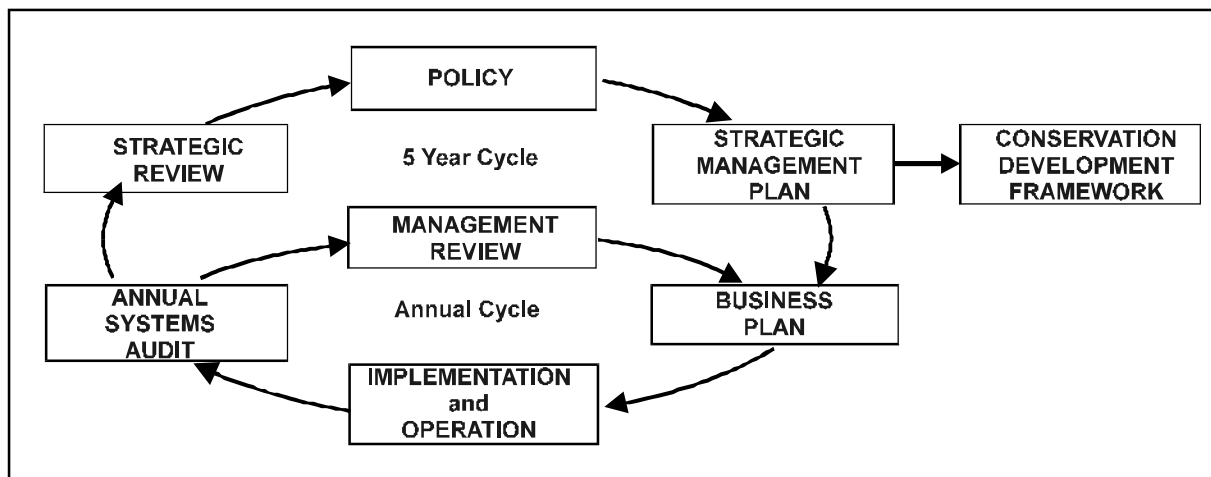 POLICY
STRATEGIC
REVIEW
5 Year Cycle
STRATEGIC
MANAGEMENT
PLAN
CONSERVATION
DEVELOPMENT
FRAMEWORK
MANAGEMENT
REVIEW
ANNUAL
SYSTEMS
AUDIT
Annual Cycle
BUSINESS
PLAN
IMPLEMENTATION
and
OPERATION